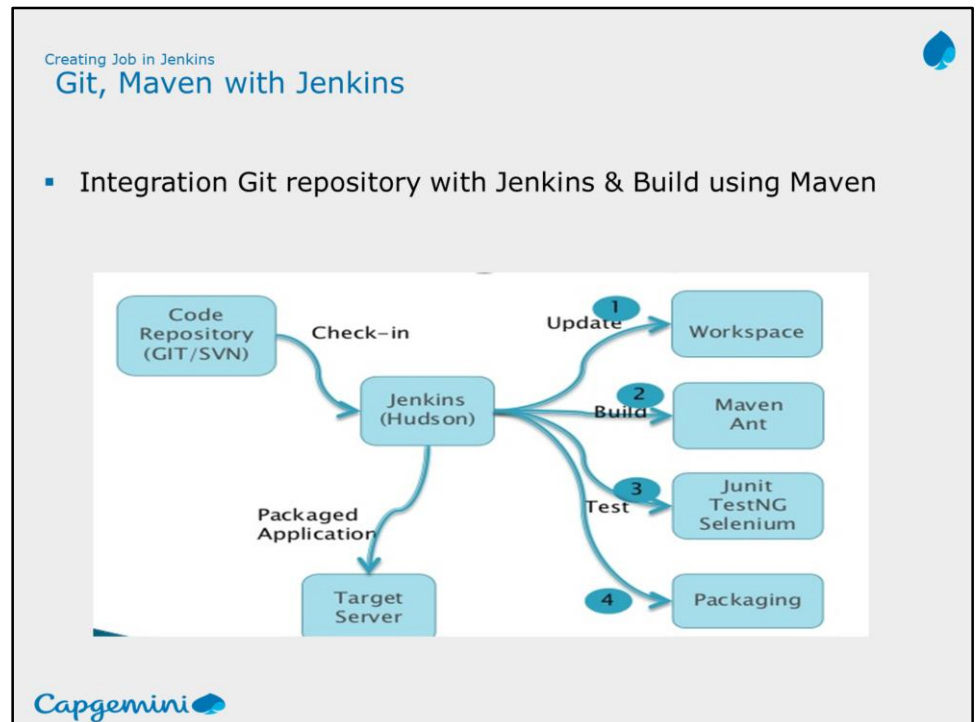 Creating Job in Jenkins
Git, Maven with Jenkins
▪ Integration Git repository with Jenkins & Build using Maven
Code
Repository
(GIT/SVN)
Check-in
Jenkins
(Hudson)
1
Update
Workspace
2
Build
Maven
Ant
3
Test
Junit
TestNG
Selenium
4
Packaging
Packaged
Application
Target
Server
Capgemini